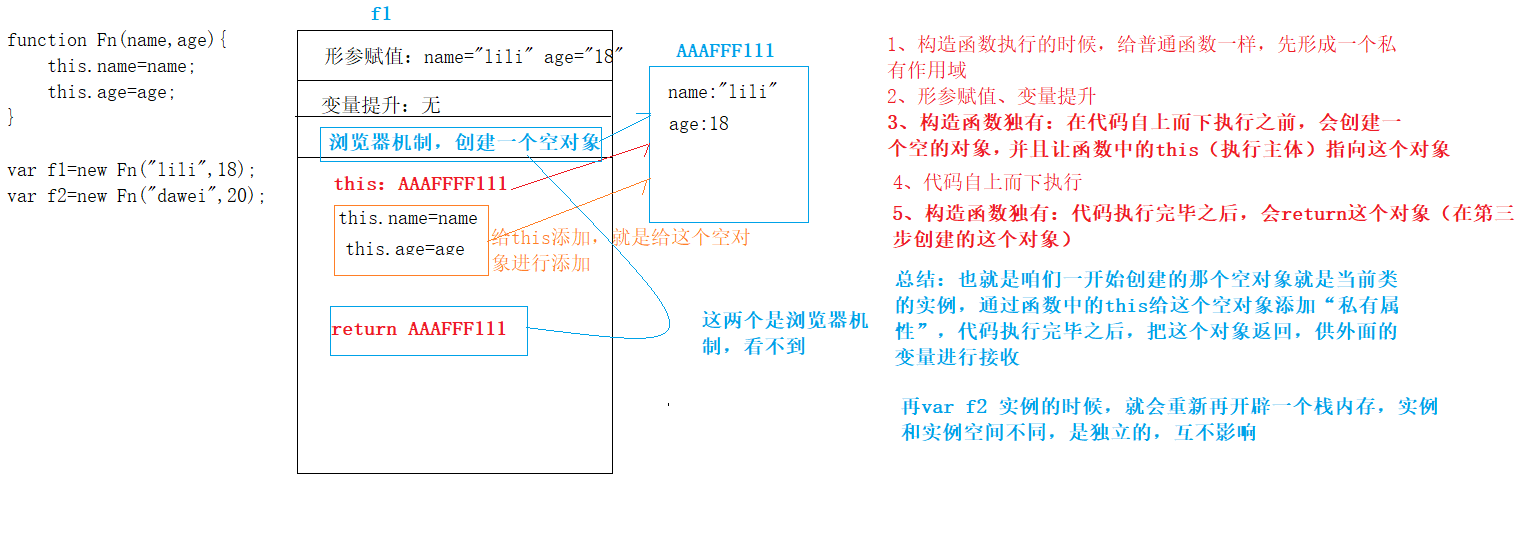 function Fn(name,age){
this.name=name;
this.age=age;
}
var f1=new Fn("lili",18);
var f2=new Fn("dawei",20);
f1
形参赋值：name="lili" age="18"
变量提升：无
浏览器机制，创建一个空对象
this：AAAFFFF111
this.name=name
this.age=age
给this添加，就是给这个空对
象进行添加
return AAAFFF111
AAAFFF111
name:"lili"
age:18
这两个是浏览器机
制，看不到
1、构造函数执行的时候，给普通函数一样，先形成一个私
有作用域
2、形参赋值、变量提升
3、构造函数独有：在代码自上而下执行之前，会创建一
个空的对象，并且让函数中的this（执行主体）指向这个对象
4、代码自上而下执行
5、构造函数独有：代码执行完毕之后，会return这个对象（在第三
步创建的这个对象）
总结：也就是咱们一开始创建的那个空对象就是当前类
的实例，通过函数中的this给这个空对象添加“私有属
性”，代码执行完毕之后，把这个对象返回，供外面的
变量进行接收
再var f2 实例的时候，就会重新再开辟一个栈内存，实例
和实例空间不同，是独立的，互不影响